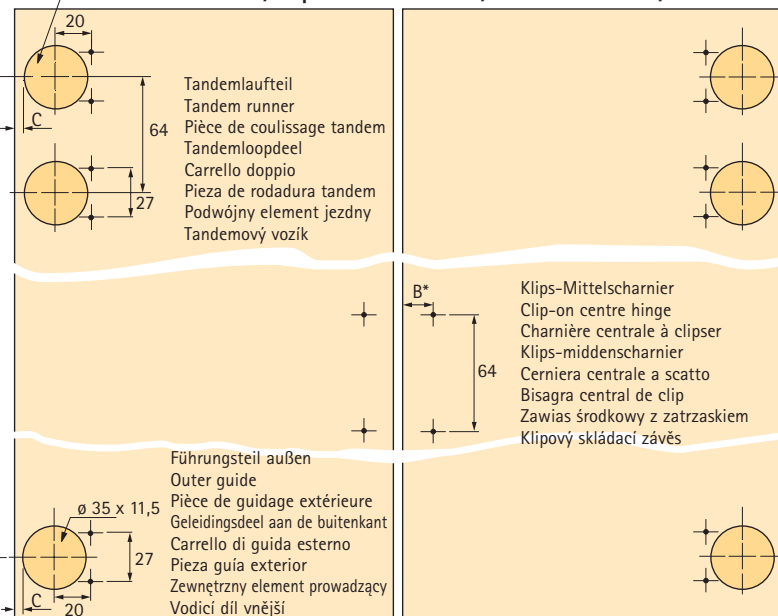 20
C
64
27
Tandemlaufteil
Tandem runner
Pièce de coulissage tandem
Tandemloopdeel
Carrello doppio
Pieza de rodadura tandem
Podwójny element jezdny
Tandemový vozík
B*
64
Klips-Mittelscharnier
Clip-on centre hinge
Charnière centrale à clipser
Klips-middenscharnier
Cerniera centrale a scatto
Bisagra central de clip
Zawias środkowy z zatrzaskiem
Klipový skládací závěs
Führungsteil außen
Outer guide
Pièce de guidage extérieure
Geleidingsdeel aan de buitenkant
Carrello di guida esterno
Pieza guía exterior
Zewnętrzny element prowadzący
Vodicí díl vnější
ø 35 x 11,5
27
C
20